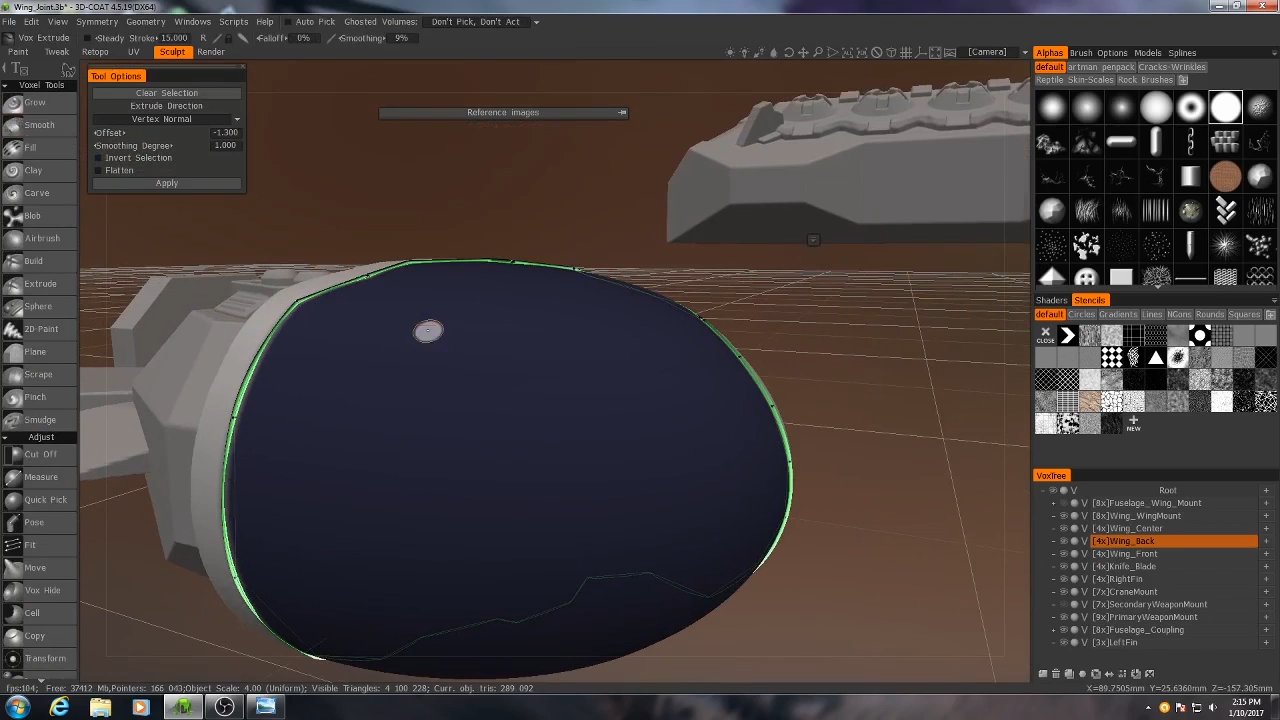 Wing_Joint.3b* - 3D-COAT 4.5.19(DX64)
File Edit View Symmetry Geometry Windows Scripts Help Auto Pick Ghosted Volumes: Don't Pick, Don't Act
Vox Extrude Steady Stroke 15.000 R Falloff 0% Smoothing 9%
Paint Tweak Retopo UV Sculpt Render [Camera]
Tool Options
Clear Selection
Extrude Direction
Vertex Normal
Offset -1.300
Smoothing Degree 1.000
Invert Selection
Flatten
Apply
Reference images
Voxel Tools
Grow
Smooth
Fill
Clay
Carve
Blob
Airbrush
Build
Extrude
Sphere
2D-Paint
Plane
Scrape
Pinch
Smudge
Adjust
Cut Off
Measure
Quick Pick
Pose
Fit
Move
Vox Hide
Cell
Copy
Transform
Alphas Brush Options Models Splines
default artman penpack Cracks-Wrinkles
Reptile Skin-Scales Rock Brushes
Shaders Stencils
default Circles Gradients Lines NGons Rounds Squares
CLOSE
NEW
VoxTree
V Root
V [8x]Fuselage_Wing_Mount
V [8x]Wing_WingMount
V [4x]Wing_Center
V [4x]Wing_Back
V [4x]Wing_Front
V [4x]Knife_Blade
V [4x]RightFin
V [7x]CraneMount
V [7x]SecondaryWeaponMount
V [9x]PrimaryWeaponMount
V [8x]Fuselage_Coupling
V [3x]LeftFin
fps:104; Free: 37412 Mb,Pointers: 166 043;Object Scale: 4.00 (Uniform); Visible Triangles: 4 100 228; Curr. obj. tris: 289 092 X=89.7505mm Y=25.6360mm Z=-157.305mm
2:15 PM
1/10/2017